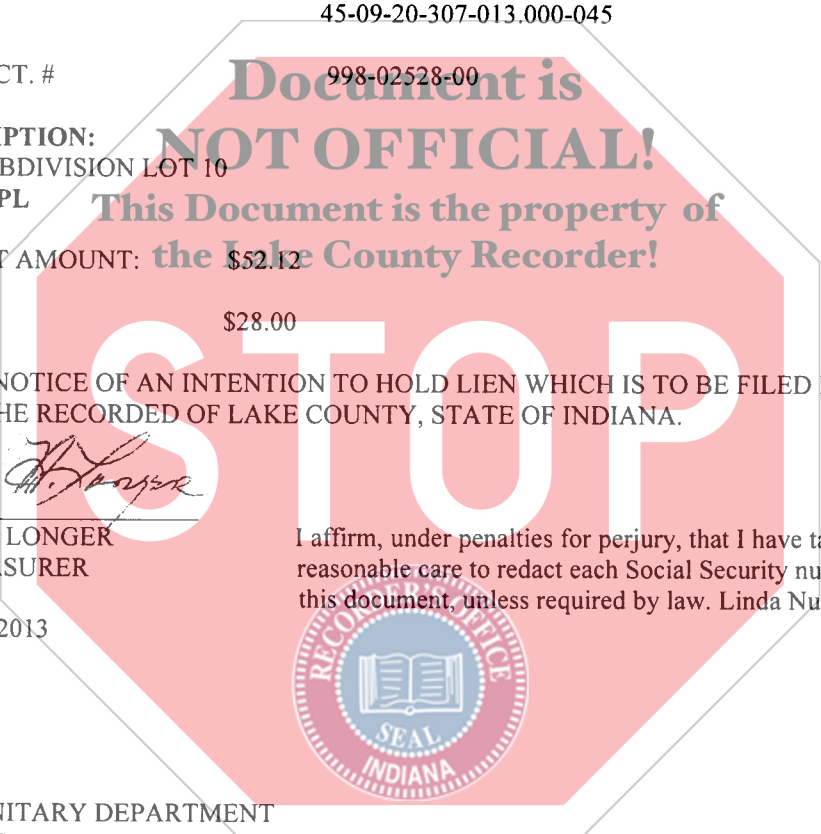 45-09-20-307-013.000-045
CT. # 998-02528-00
Document is
NOT OFFICIAL!
This Document is the property of
the Lake County Recorder!
IPTION:
BDIVISION LOT 10
PL
T AMOUNT: $52.12
$28.00
STOP
NOTICE OF AN INTENTION TO HOLD LIEN WHICH IS TO BE FILED
HE RECORDED OF LAKE COUNTY, STATE OF INDIANA.
H. Longer
LONGER
SURER
2013
I affirm, under penalties for perjury, that I have ta
reasonable care to redact each Social Security nu
this document, unless required by law. Linda Nu
RECORDER'S OFFICE
SEAL
INDIANA
NITARY DEPARTMENT